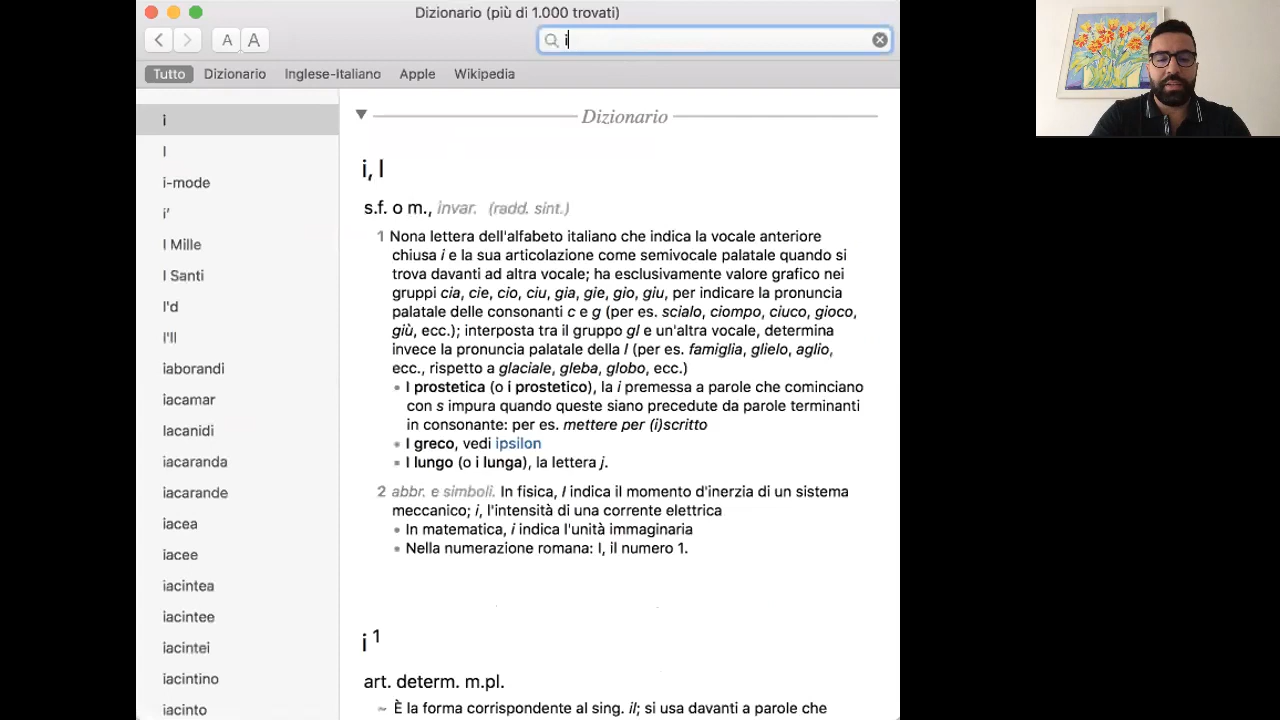 Dizionario (più di 1.000 trovati)
A A
i
Tutto Dizionario Inglese-Italiano Apple Wikipedia
i
I
i-mode
i’
I Mille
I Santi
I'd
I'll
iaborandi
iacamar
Iacanidi
iacaranda
iacarande
iacea
iacee
iacintea
iacintee
iacintei
iacintino
iacinto
Dizionario
i, I
s.f. o m., invar. (radd. sint.)
1 Nona lettera dell'alfabeto italiano che indica la vocale anteriore
chiusa i e la sua articolazione come semivocale palatale quando si
trova davanti ad altra vocale; ha esclusivamente valore grafico nei
gruppi cia, cie, cio, ciu, gia, gie, gio, giu, per indicare la pronuncia
palatale delle consonanti c e g (per es. scialo, ciompo, ciuco, gioco,
giù, ecc.); interposta tra il gruppo gl e un'altra vocale, determina
invece la pronuncia palatale della l (per es. famiglia, glielo, aglio,
ecc., rispetto a glaciale, gleba, globo, ecc.)
• I prostetica (o i prostetico), la i premessa a parole che cominciano
con s impura quando queste siano precedute da parole terminanti
in consonante: per es. mettere per (i)scritto
• I greco, vedi ipsilon
▪ I lungo (o i lunga), la lettera j.
2 abbr. e simboli. In fisica, I indica il momento d'inerzia di un sistema
meccanico; i, l'intensità di una corrente elettrica
• In matematica, i indica l'unità immaginaria
• Nella numerazione romana: I, il numero 1.
i 1
art. determ. m.pl.
~ È la forma corrispondente al sing. il; si usa davanti a parole che